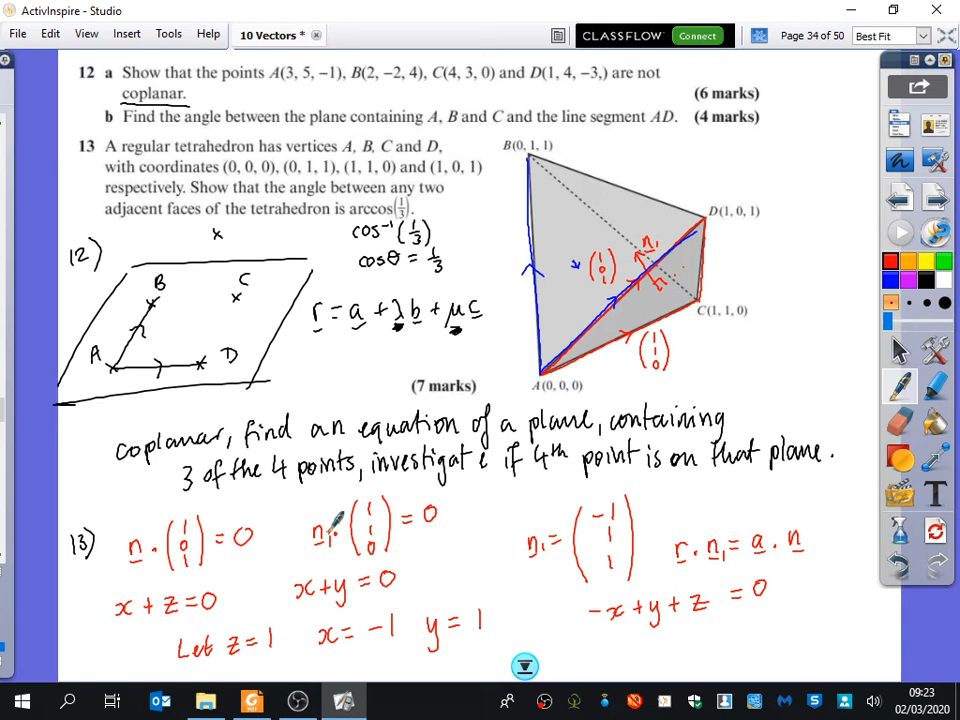 ActivInspire - Studio
File Edit View Insert Tools Help
10 Vectors *
CLASSFLOW Connect
Page 34 of 50
Best Fit
12 a Show that the points A(3, 5, −1), B(2, −2, 4), C(4, 3, 0) and D(1, 4, −3,) are not
coplanar. (6 marks)
b Find the angle between the plane containing A, B and C and the line segment AD. (4 marks)
13 A regular tetrahedron has vertices A, B, C and D,
with coordinates (0, 0, 0), (0, 1, 1), (1, 1, 0) and (1, 0, 1)
respectively. Show that the angle between any two
adjacent faces of the tetrahedron is arccos(1/3).
(7 marks)
B(0, 1, 1)
D(1, 0, 1)
C(1, 1, 0)
A(0, 0, 0)
n₁
(1 0 1)
(1 1 0)
cos⁻¹(1/3)
cosθ = 1/3
12)
B
C
A
D
r = a + λb + μc
coplanar, find an equation of a plane, containing
3 of the 4 points, investigate if 4th point is on that plane.
13)
n . (1 0 1) = 0
n₁ . (1 1 0) = 0
n₁ = (-1 1 1)
r . n₁ = a . n
x + z = 0
x + y = 0
-x + y + z = 0
Let z = 1 x = -1 y = 1
09:23
02/03/2020